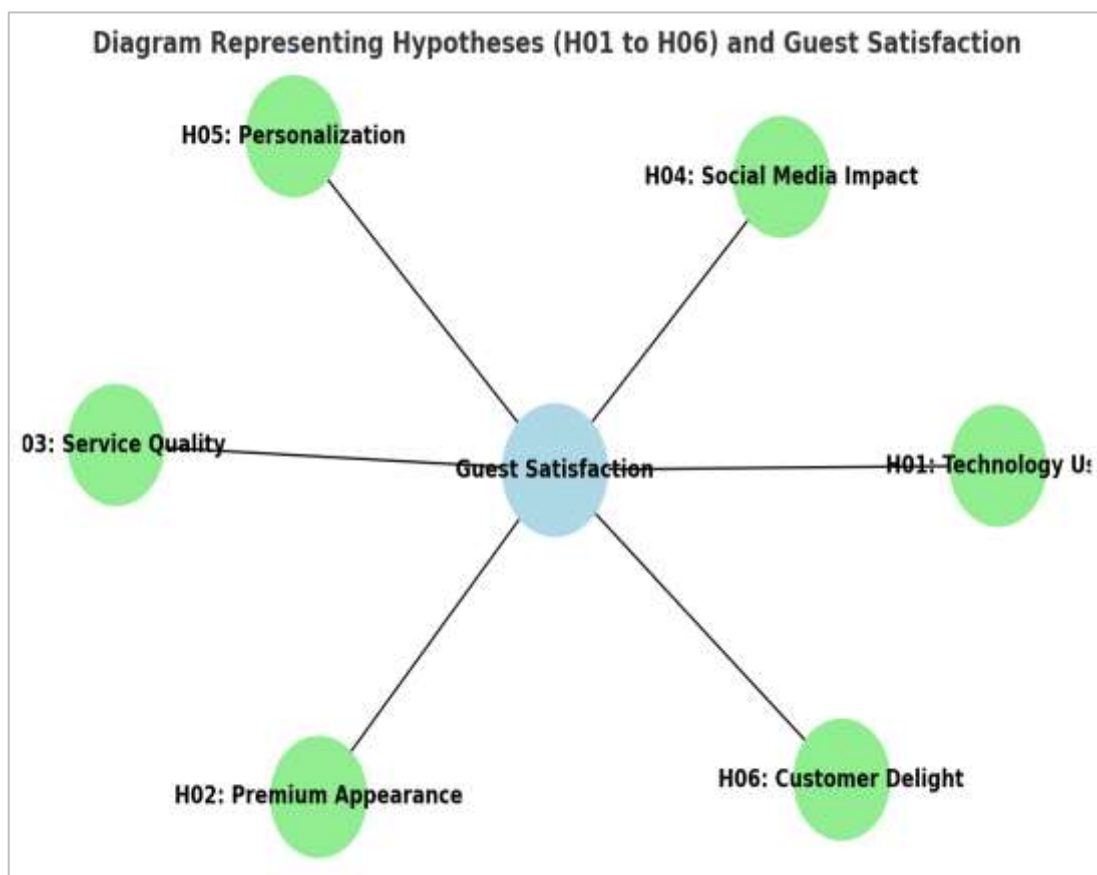 Diagram Representing Hypotheses (H01 to H06) and Guest Satisfaction
H05: Personalization
H04: Social Media Impact
03: Service Quality
Guest Satisfaction
H01: Technology
H02: Premium Appearance
H06: Customer Delight